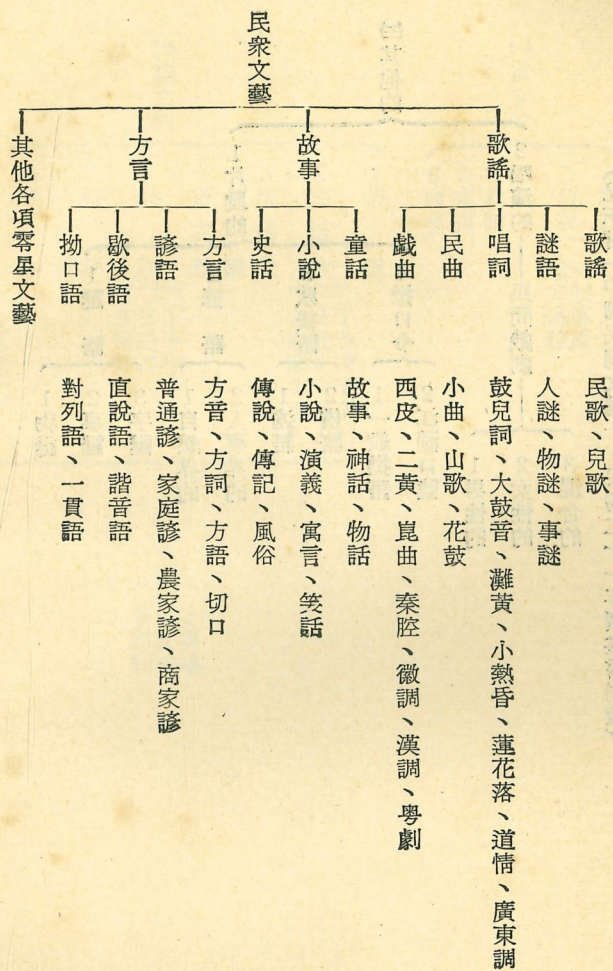 民衆文藝
歌謠
歌謠
民歌、兒歌
謎語
人謎、物謎、事謎
唱詞
鼓兒詞、大鼓音、灘黃、小熱昏、蓮花落、道情、廣東調
民曲
小曲、山歌、花鼓
戲曲
西皮、二黃、崑曲、秦腔、徽調、漢調、粵劇
故事
童話
故事、神話、物話
小說
小說、演義、寓言、笑話
史話
傳說、傳記、風俗
方言
方言
方音、方詞、方語、切口
諺語
普通諺、家庭諺、農家諺、商家諺
歇後語
直說語、諧音語
拗口語
對列語、一貫語
其他各項零星文藝